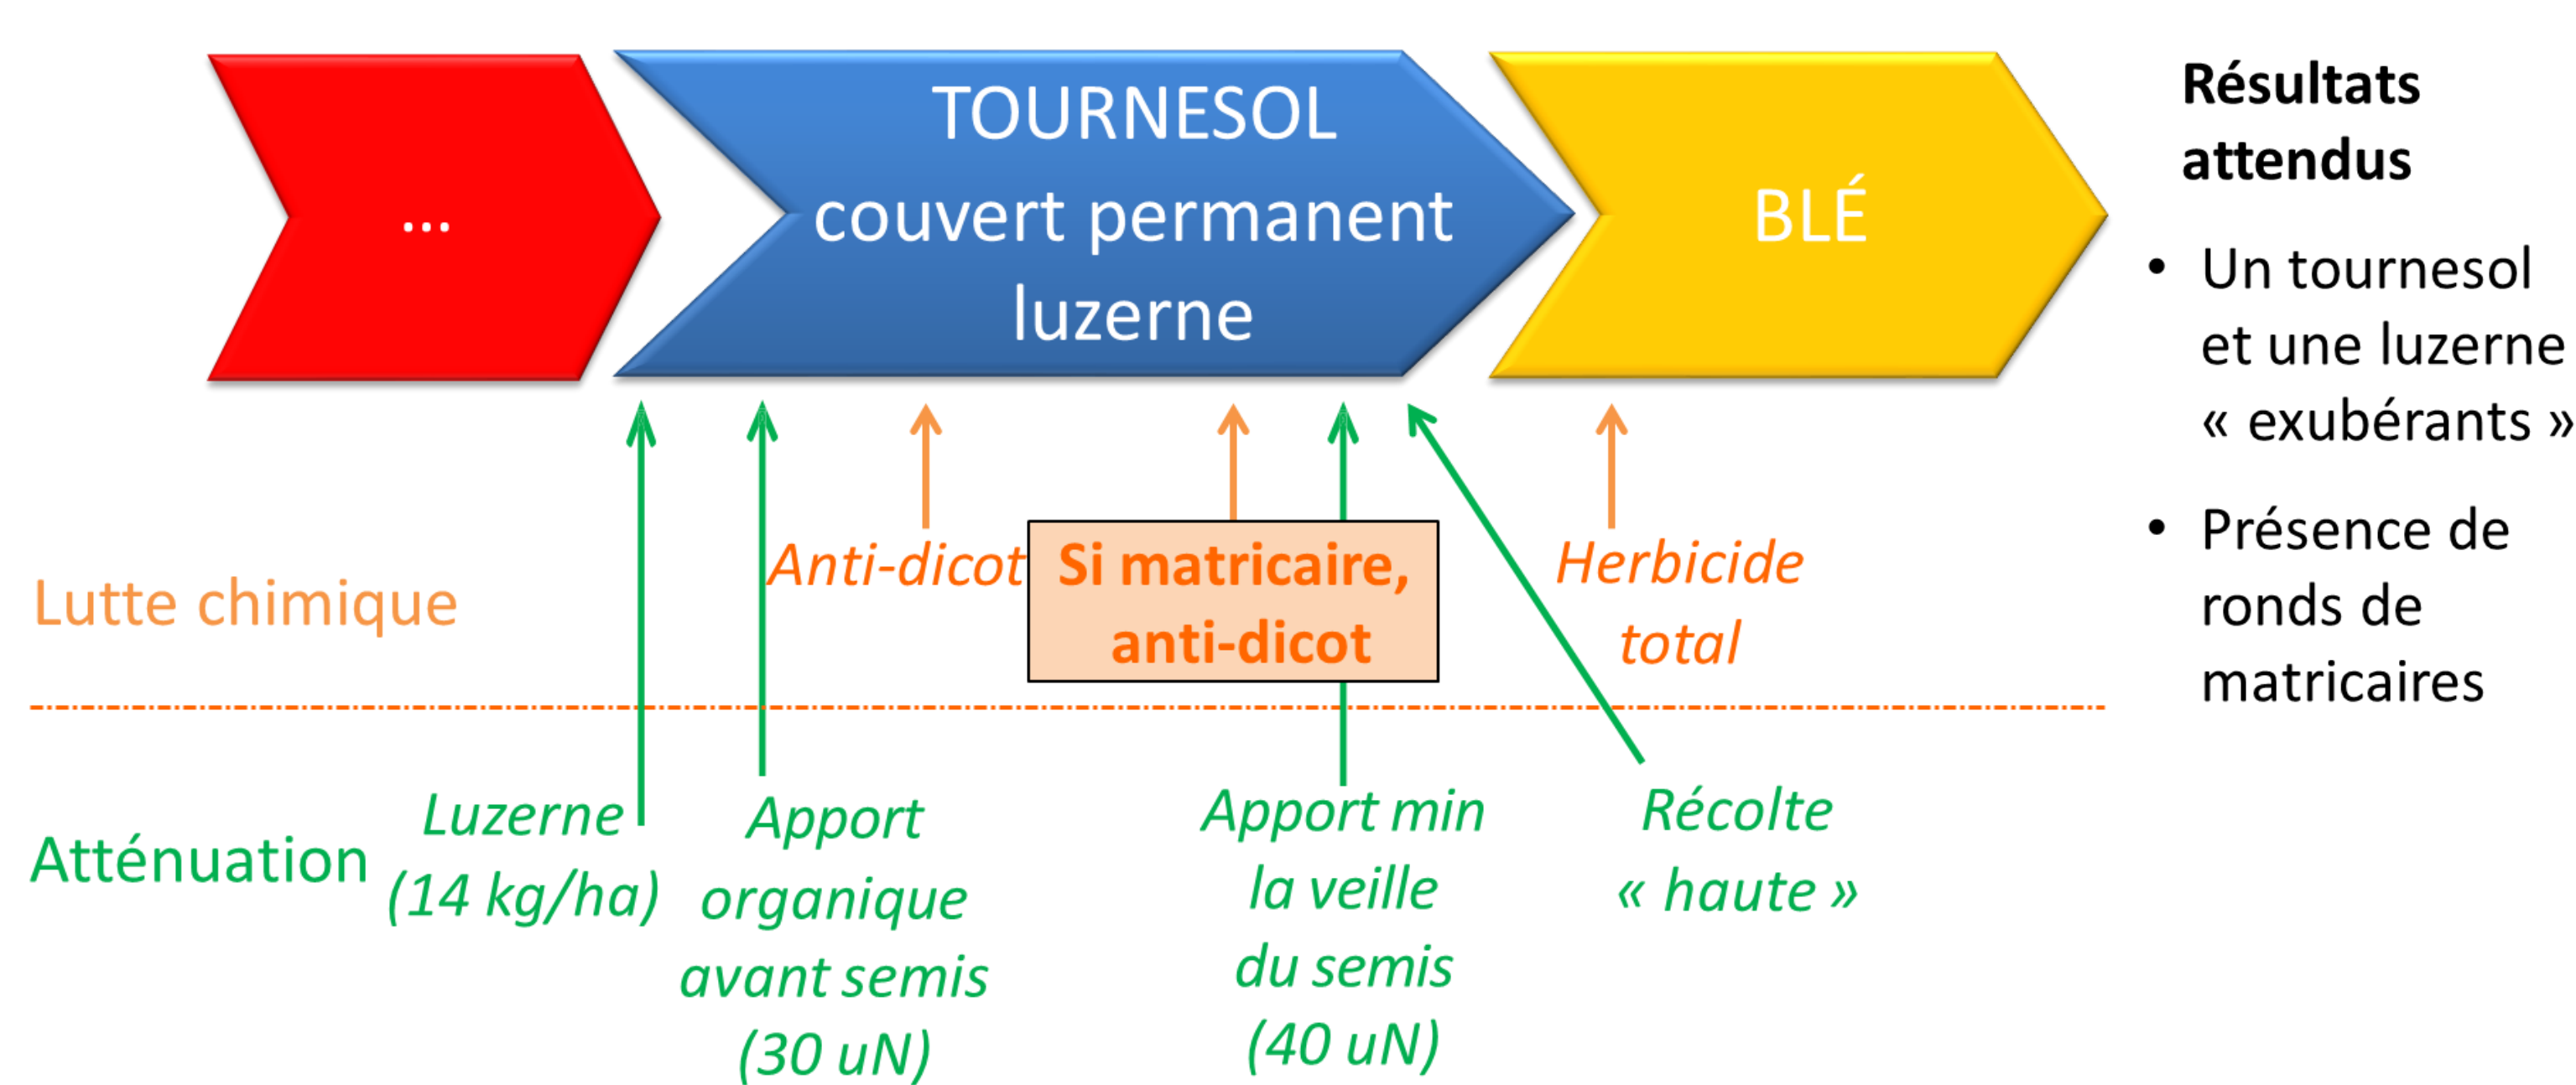 ...
TOURNESOL
couvert permanent
luzerne
BLÉ
Résultats
attendus
• Un tournesol
et une luzerne
« exubérants »
• Présence de
ronds de
matricaires
Lutte chimique
Anti-dicot
Si matricaire,
anti-dicot
Herbicide
total
Atténuation
Luzerne
(14 kg/ha)
Apport
organique
avant semis
(30 uN)
Apport min
la veille
du semis
(40 uN)
Récolte
« haute »